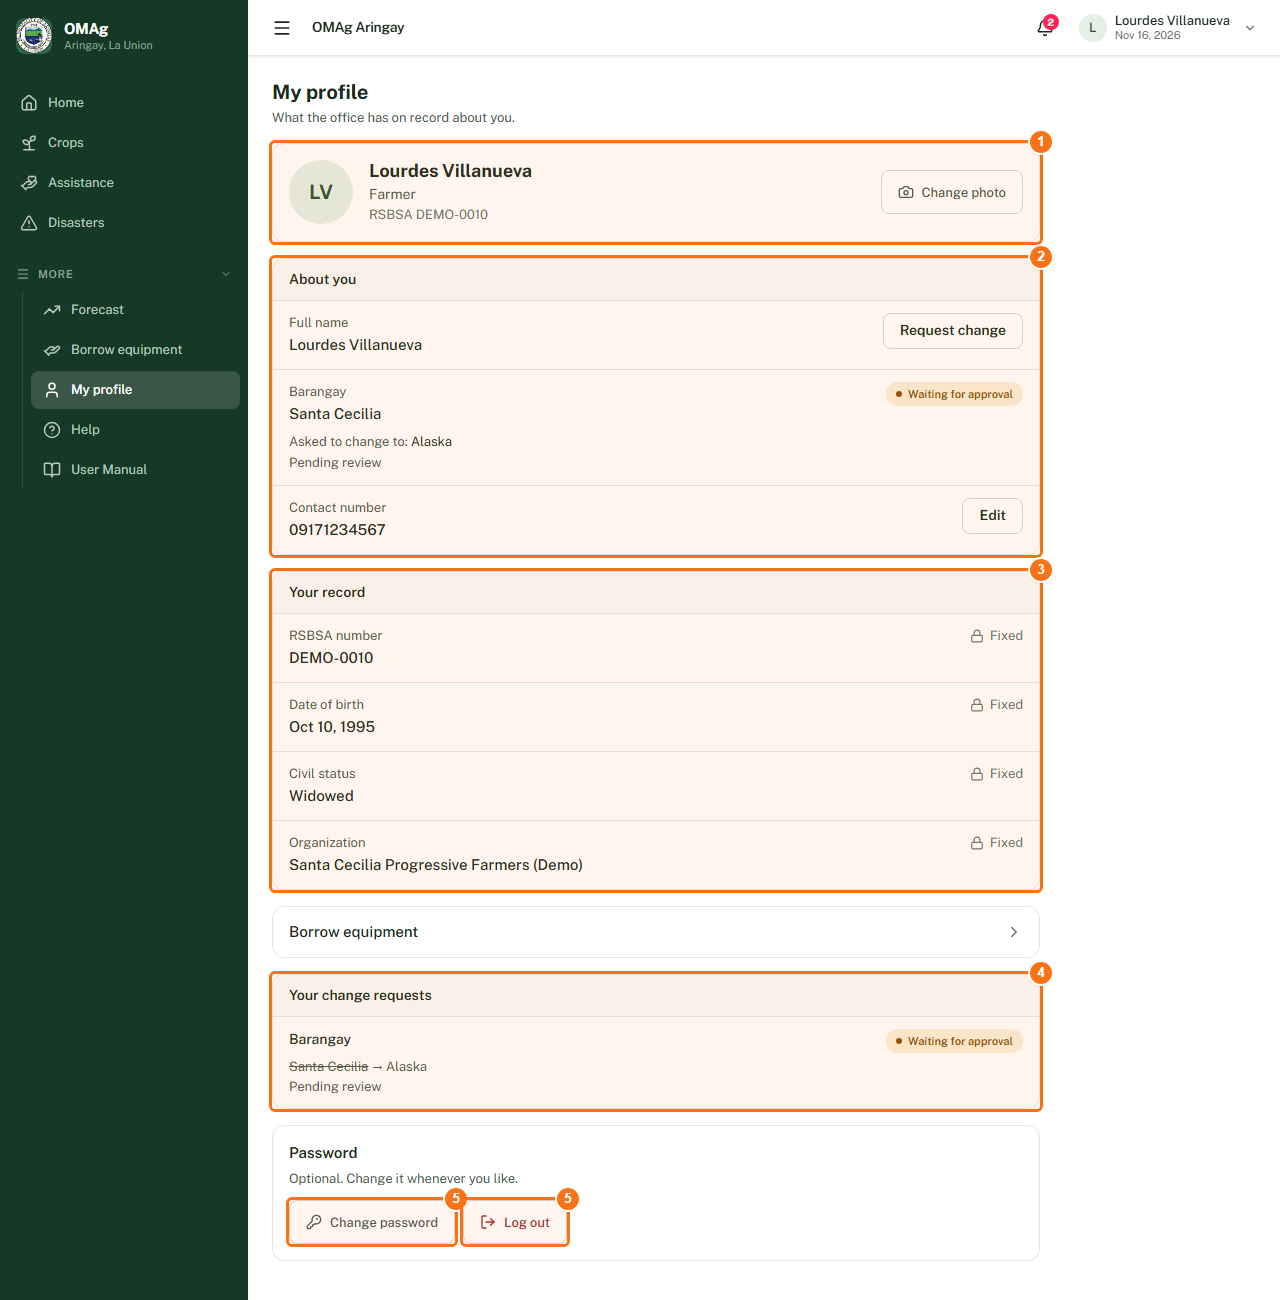 OMAg
Aringay, La Union
Home
Crops
Assistance
Disasters
MORE
Forecast
Borrow equipment
My profile
Help
User Manual
OMAg Aringay
2
L
Lourdes Villanueva
Nov 16, 2026
My profile
What the office has on record about you.
1
LV
Lourdes Villanueva
Farmer
RSBSA DEMO-0010
Change photo
2
About you
Full name
Lourdes Villanueva
Request change
Barangay
Santa Cecilia
Waiting for approval
Asked to change to: Alaska
Pending review
Contact number
09171234567
Edit
3
Your record
RSBSA number
DEMO-0010
Fixed
Date of birth
Oct 10, 1995
Fixed
Civil status
Widowed
Fixed
Organization
Santa Cecilia Progressive Farmers (Demo)
Fixed
Borrow equipment
4
Your change requests
Barangay
Waiting for approval
Santa Cecilia → Alaska
Pending review
Password
Optional. Change it whenever you like.
5
Change password
5
Log out